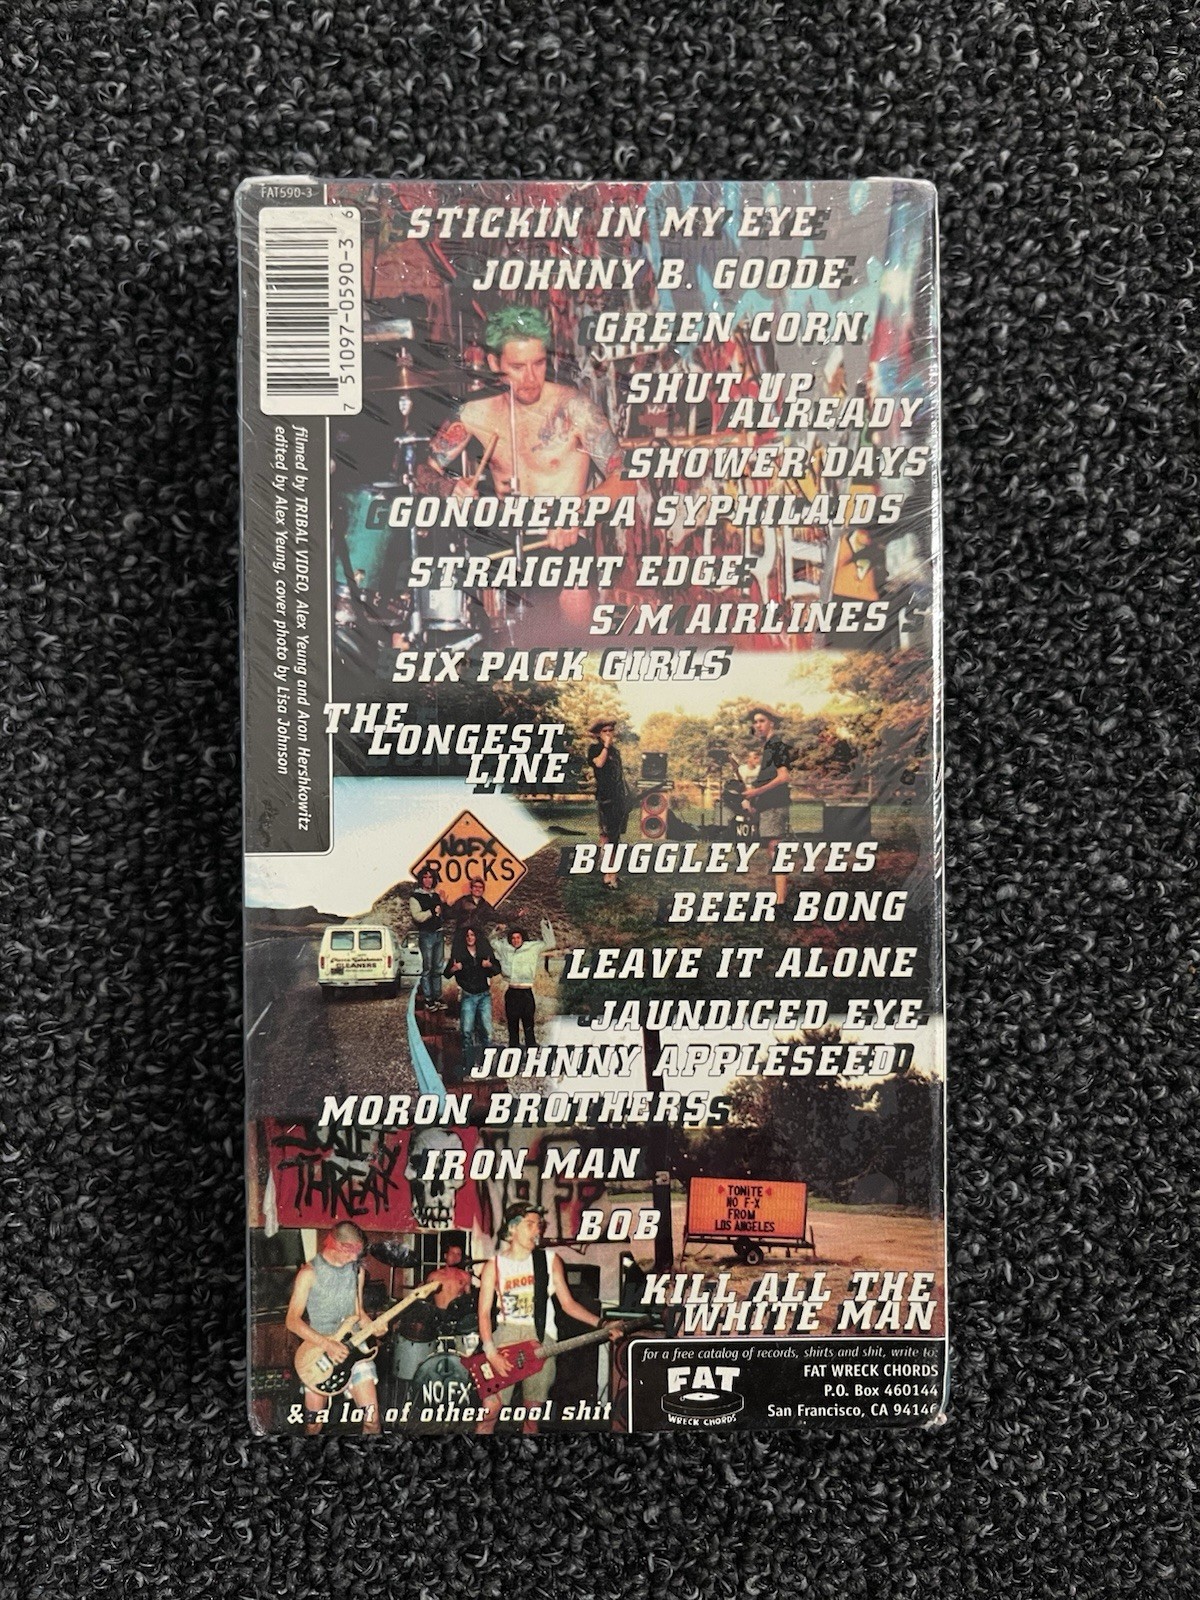 FAT590-3
7 51097-0590-3 6
filmed by TRIBAL VIDEO, Alex Yeung and Aron Hershkowitz
edited by Alex Yeung, cover photo by Lisa Johnson
STICKIN IN MY EYE
JOHNNY B. GOODE
GREEN CORN
SHUT UP
ALREADY
SHOWER DAYS
GONOHERPA SYPHILAIDS
STRAIGHT EDGE
S/M AIRLINES
SIX PACK GIRLS
THE
LONGEST
LINE
NO F
NOFX
ROCKS
CLEANERS
BUGGLEY EYES
BEER BONG
LEAVE IT ALONE
JAUNDICED EYE
JOHNNY APPLESEED
MORON BROTHERS
THREAT
IRON MAN
TONITE
NO F-X
FROM
LOS ANGELES
BOB
KILL ALL THE
WHITE MAN
NO F-X
& a lot of other cool shit
for a free catalog of records, shirts and shit, write to:
FAT
WRECK CHORDS
FAT WRECK CHORDS
P.O. Box 460144
San Francisco, CA 94146